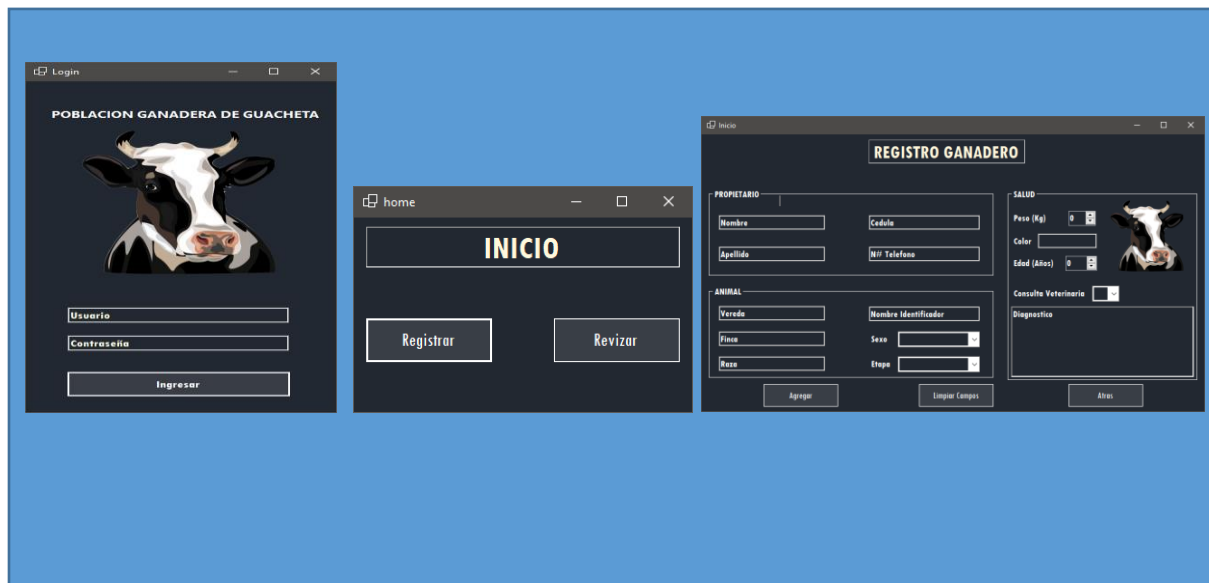 Login
POBLACION GANADERA DE GUACHETA
Usuario
Contraseña
Ingresar
home
INICIO
Registrar
Revizar
Inicio
REGISTRO GANADERO
PROPIETARIO
Nombre
Cedula
Apellido
N## Telefono
ANIMAL
Vereda
Nombre Identificador
Finca
Sexo
Raza
Etapa
SALUD
Peso (Kg) 0
Color
Edad (Años) 0
Consulta Veterinaria
Diagnostico
Agregar
Limpiar Campos
Atras